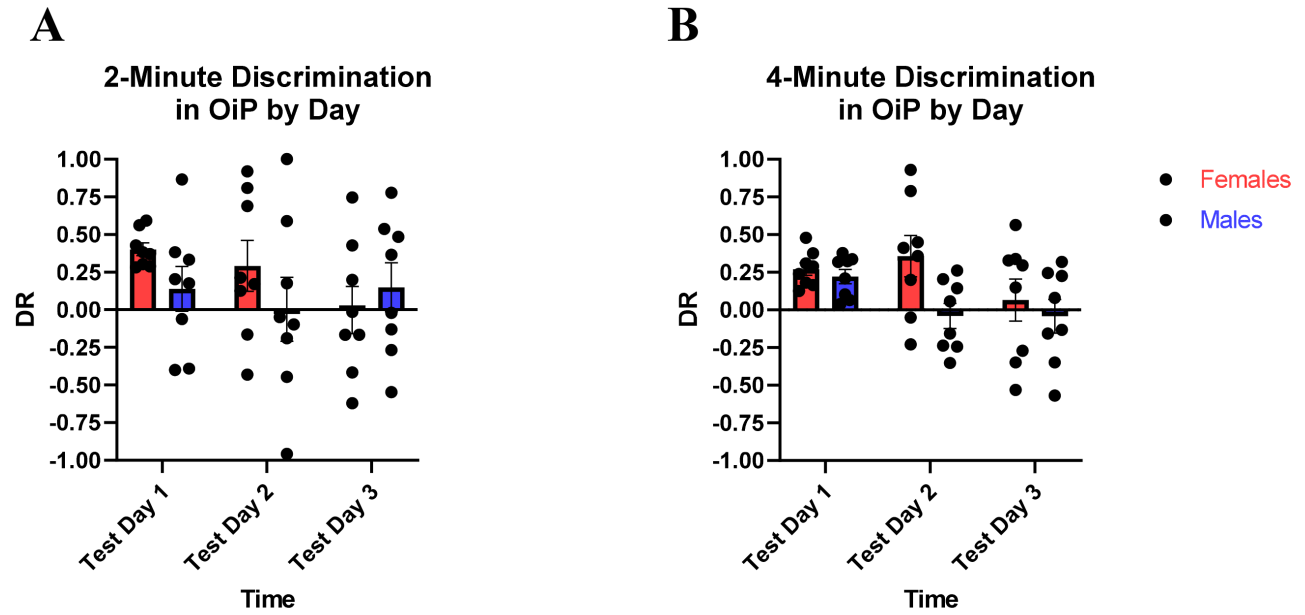 A
2-Minute Discrimination
in OiP by Day
1.00
0.75
0.50
0.25
0.00
-0.25
-0.50
-0.75
-1.00
DR
Test Day 1
Test Day 2
Test Day 3
Time
B
4-Minute Discrimination
in OiP by Day
1.00
0.75
0.50
0.25
0.00
-0.25
-0.50
-0.75
-1.00
DR
Test Day 1
Test Day 2
Test Day 3
Time
Females
Males